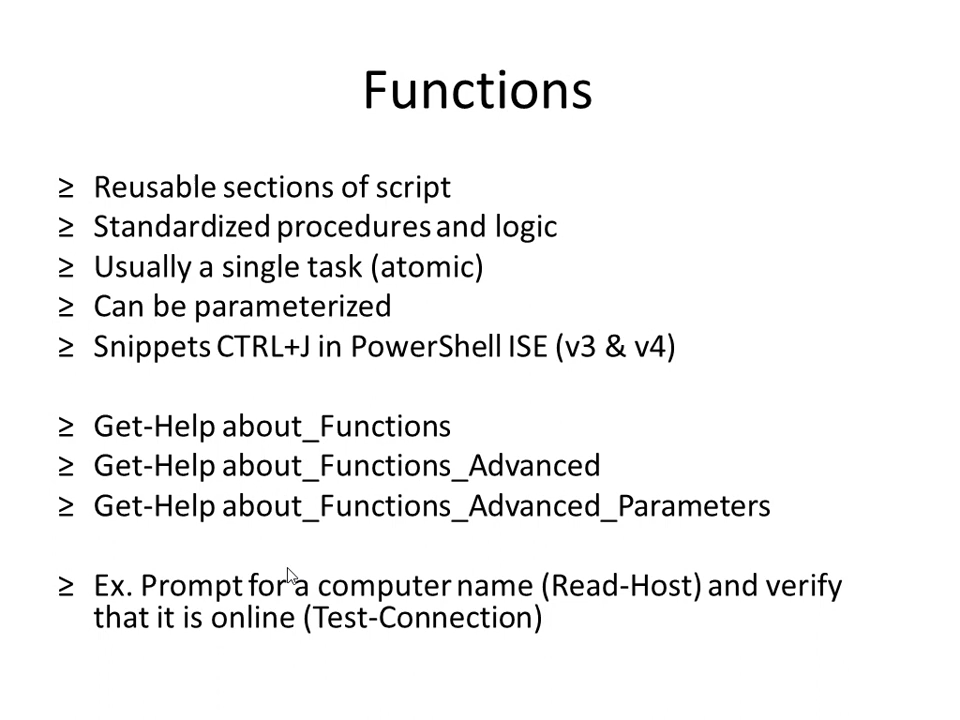 Functions
≥ Reusable sections of script
≥ Standardized procedures and logic
≥ Usually a single task (atomic)
≥ Can be parameterized
≥ Snippets CTRL+J in PowerShell ISE (v3 & v4)
≥ Get-Help about_Functions
≥ Get-Help about_Functions_Advanced
≥ Get-Help about_Functions_Advanced_Parameters
≥ Ex. Prompt for a computer name (Read-Host) and verify
that it is online (Test-Connection)